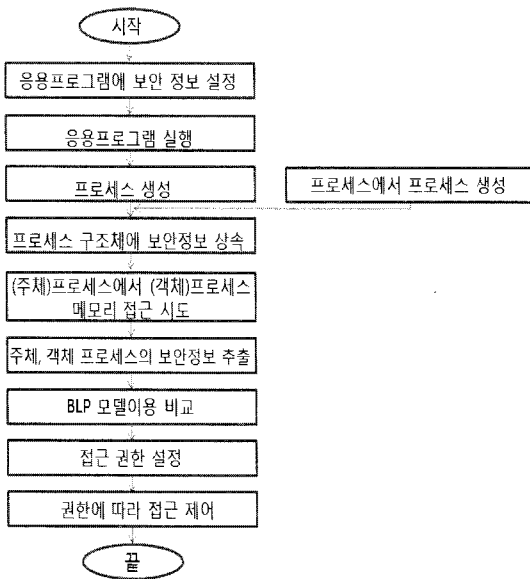 시작
응용프로그램에 보안 정보 설정
응용프로그램 실행
프로세스 생성
프로세스에서 프로세스 생성
프로세스 구조체에 보안정보 상속
(주체)프로세스에서 (객체)프로세스
메모리 접근 시도
주체, 객체 프로세스의 보안정보 추출
BLP 모델이용 비교
접근 권한 설정
권한에 따라 접근 제어
끝